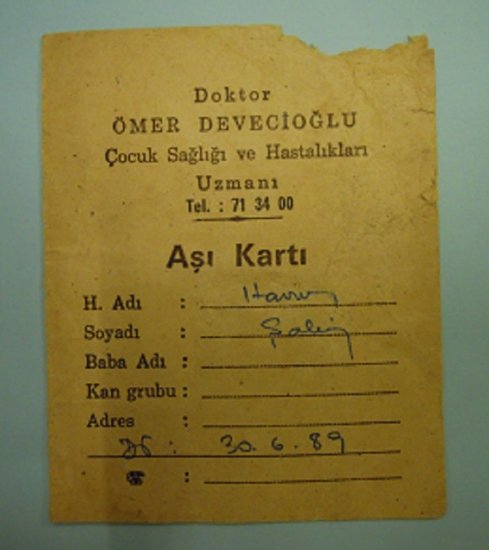 Doktor
ÖMER DEVECİOĞLU
Çocuk Sağlığı ve Hastalıkları
Uzmanı
Tel. : 71 34 00
Aşı Kartı
H. Adı :
Soyadı :
Baba Adı :
Kan grubu :
Adres :
: 30.6.89
: